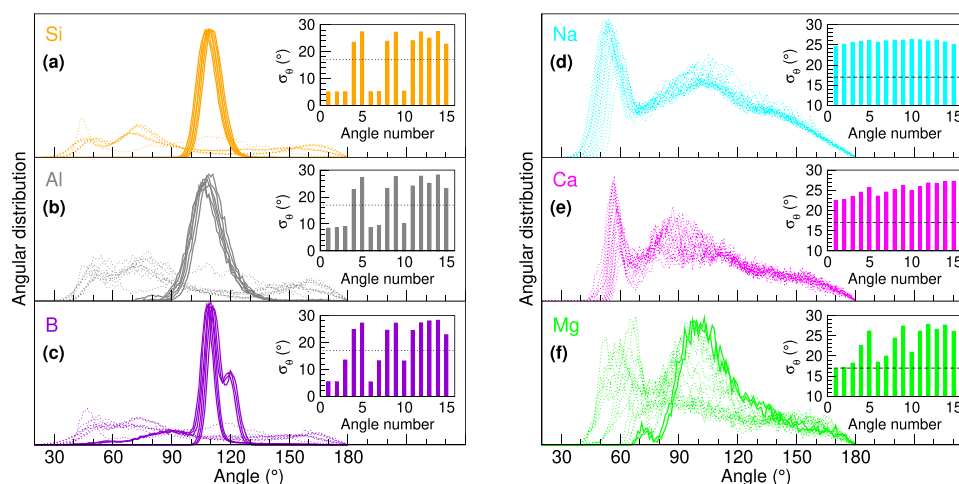 Si
(a)
σθ (°)
30
20
10
0
0 5 10 15
Angle number
Al
(b)
Angular distribution
σθ (°)
30
20
10
0
0 5 10 15
Angle number
B
(c)
σθ (°)
30
20
10
0
0 5 10 15
Angle number
30 60 90 120 150 180
Angle (°)
Na
(d)
σθ (°)
30
25
20
15
10
0 5 10 15
Angle number
Ca
(e)
Angular distribution
σθ (°)
30
25
20
15
10
0 5 10 15
Angle number
Mg
(f)
σθ (°)
30
25
20
15
10
0 5 10 15
Angle number
30 60 90 120 150 180
Angle (°)